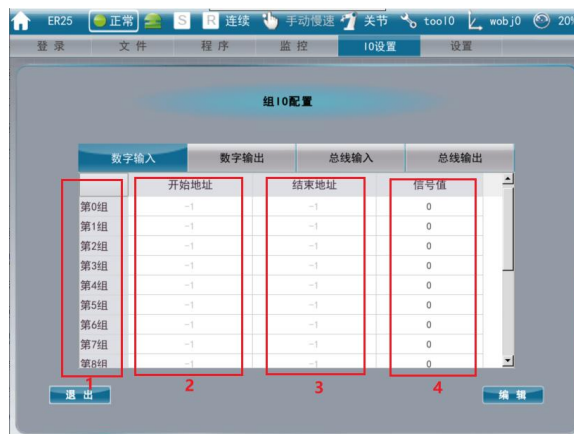 ER25 正常 S R 连续 手动慢速 关节 tool0 wobj0 20%
登录 文件 程序 监控 IO设置 设置
组IO配置
数字输入 数字输出 总线输入 总线输出
开始地址 结束地址 信号值
第0组 -1 -1 0
第1组 -1 -1 0
第2组 -1 -1 0
第3组 -1 -1 0
第4组 -1 -1 0
第5组 -1 -1 0
第6组 -1 -1 0
第7组 -1 -1 0
第8组 -1 -1 0
1 2 3 4
退出 编辑